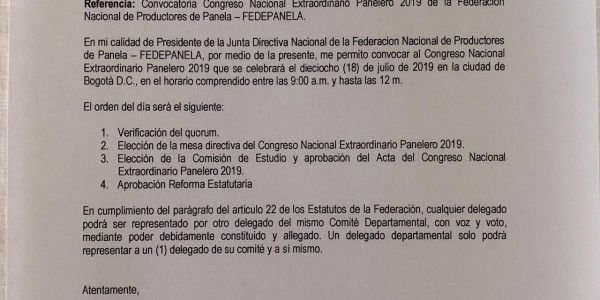 Referencia: Convocatoria Congreso Nacional Extraordinario Panelero 2019 de la Federación
Nacional de Productores de Panela – FEDEPANELA.
En mi calidad de Presidente de la Junta Directiva Nacional de la Federacion Nacional de Productores
de Panela – FEDEPANELA, por medio de la presente, me permito convocar al Congreso Nacional
Extraordinario Panelero 2019 que se celebrará el dieciocho (18) de julio de 2019 en la ciudad de
Bogotá D.C., en el horario comprendido entre las 9:00 a.m. y hasta las 12 m.
El orden del día será el siguiente:
1. Verificación del quorum.
2. Elección de la mesa directiva del Congreso Nacional Extraordinario Panelero 2019.
3. Elección de la Comisión de Estudio y aprobación del Acta del Congreso Nacional
Extraordinario Panelero 2019.
4. Aprobación Reforma Estatutaria
En cumplimiento del parágrafo del articulo 22 de los Estatutos de la Federación, cualquier delegado
podrá ser representado por otro delegado del mismo Comité Departamental, con voz y voto,
mediante poder debidamente constituido y allegado. Un delegado departamental solo podrá
representar a un (1) delegado de su comité y a si mismo.
Atentamente,